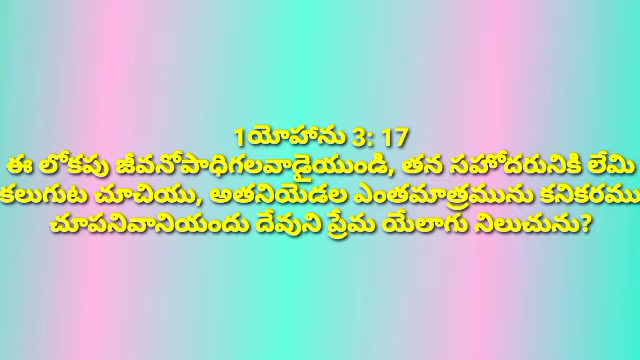 1యోహాను 3: 17
ఈ లోకపు జీవనోపాధిగలవాడైయుండి, తన సహోదరునికి లేమి
కలుగుట చూచియు, అతనియెడల ఎంతమాత్రమును కనికరము
చూపనివానియందు దేవుని ప్రేమ యేలాగు నిలుచును?